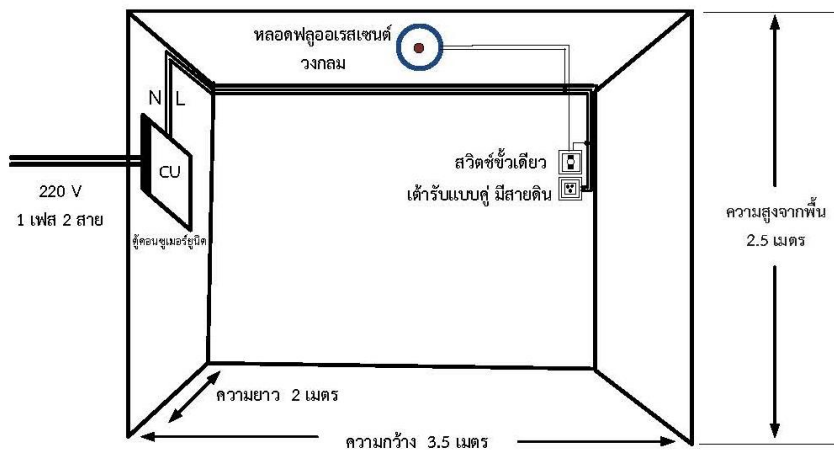 หลอดฟลูออเรสเซนต์
วงกลม
N L
CU
220 V
1 เฟส 2 สาย
ตู้คอนซูเมอร์ยูนิต
สวิตช์ขั้วเดียว
เต้ารับแบบคู่ มีสายดิน
ความสูงจากพื้น
2.5 เมตร
ความยาว 2 เมตร
ความกว้าง 3.5 เมตร